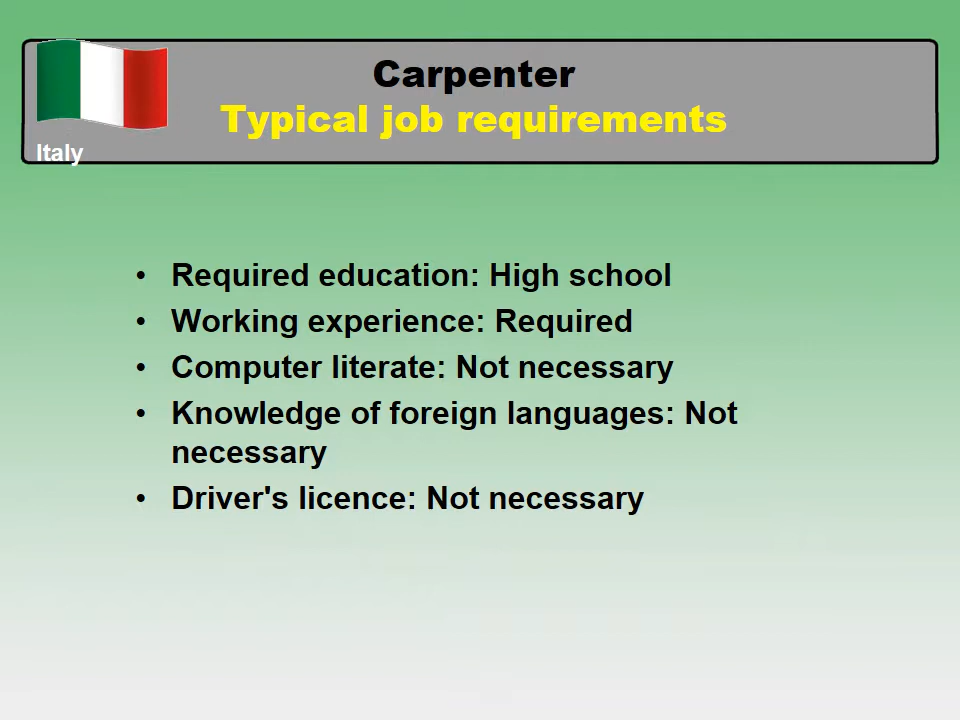 Carpenter
Typical job requirements
Italy
• Required education: High school
• Working experience: Required
• Computer literate: Not necessary
• Knowledge of foreign languages: Not
necessary
• Driver's licence: Not necessary